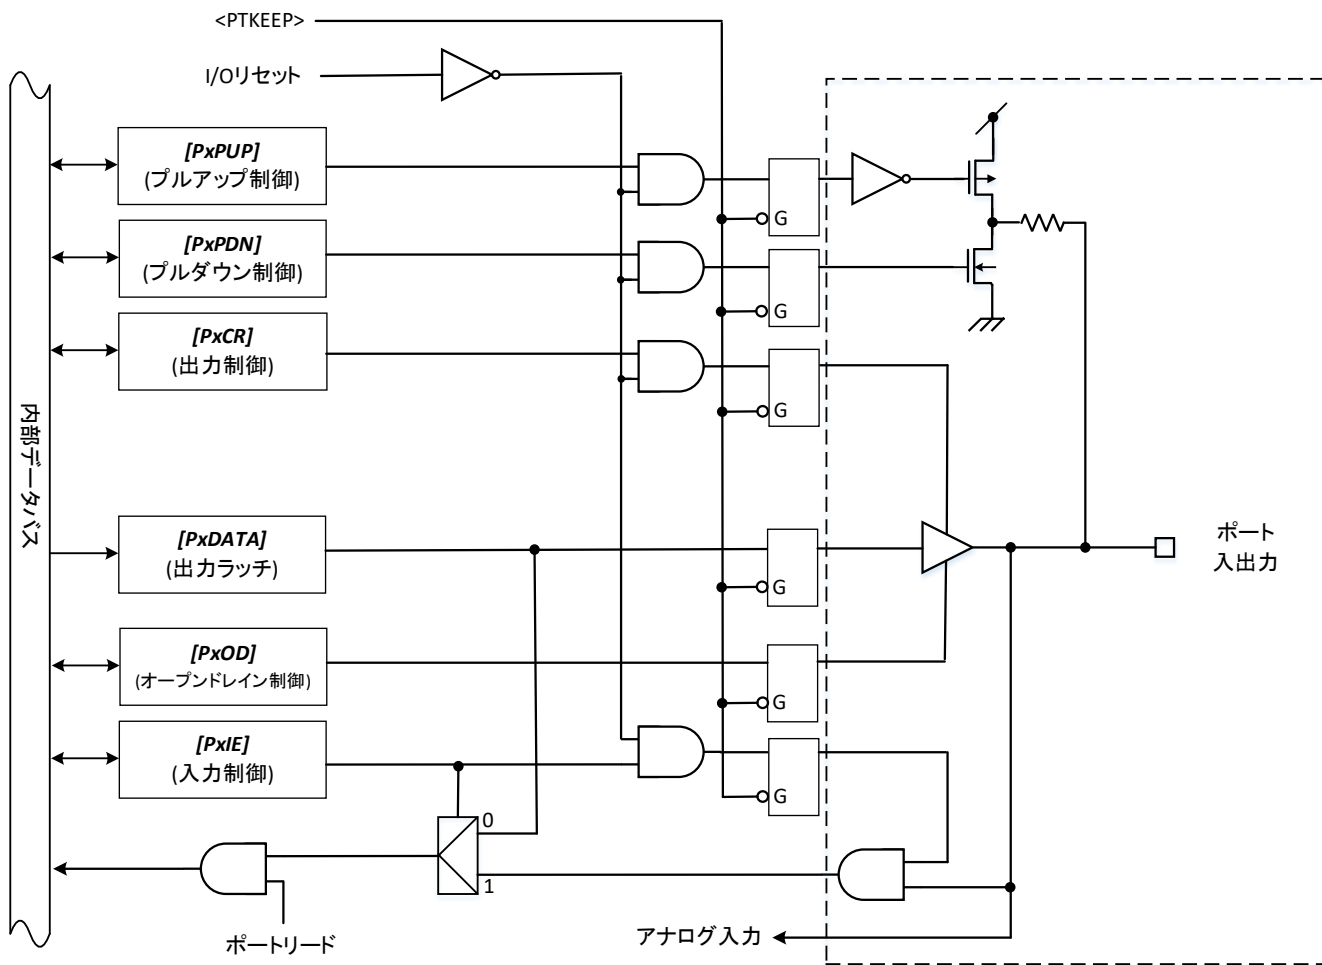 <PTKEEP>
I/Oリセット
[PxPUP]
(プルアップ制御)
G
[PxPDN]
(プルダウン制御)
G
[PxCR]
(出力制御)
G
内部データバス
[PxDATA]
(出力ラッチ)
G
ポート
入出力
[PxOD]
(オープンドレイン制御)
G
[PxIE]
(入力制御)
G
0
1
ポートリード
アナログ入力